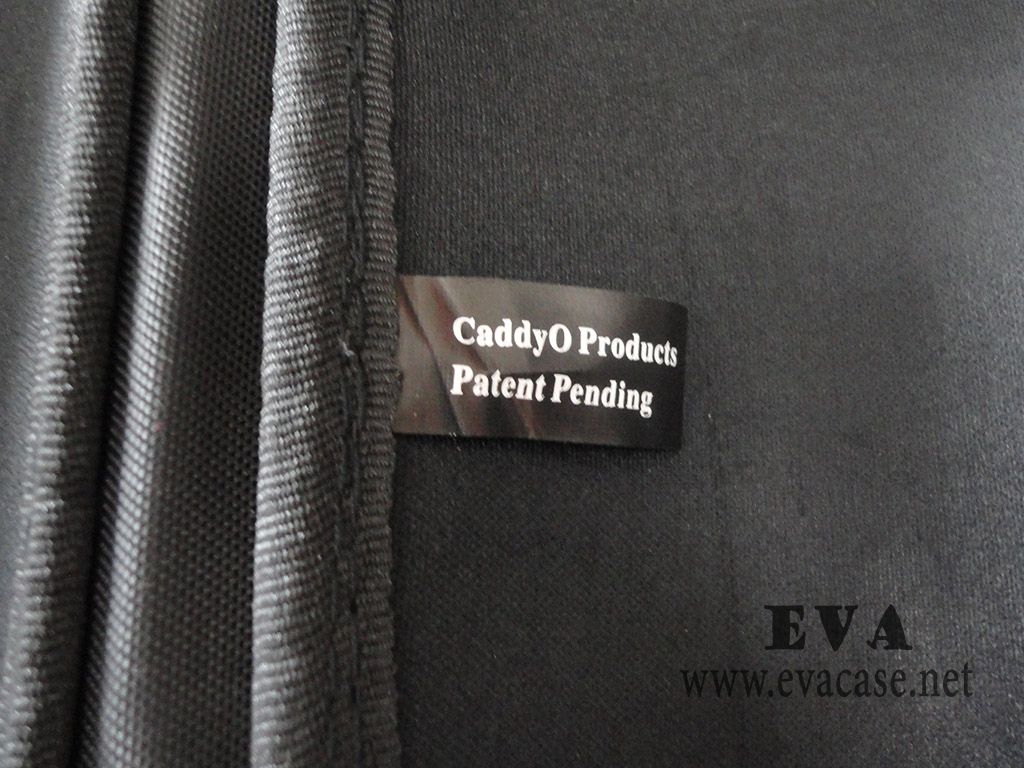 CaddyO Products
Patent Pending
EVA
www.evacase.net